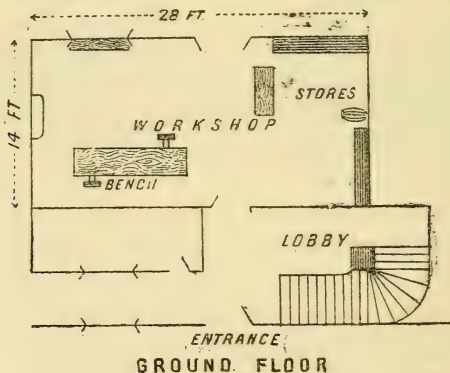 28 FT.
14 FT
STORES
WORKSHOP
BENCH
LOBBY
ENTRANCE
GROUND FLOOR